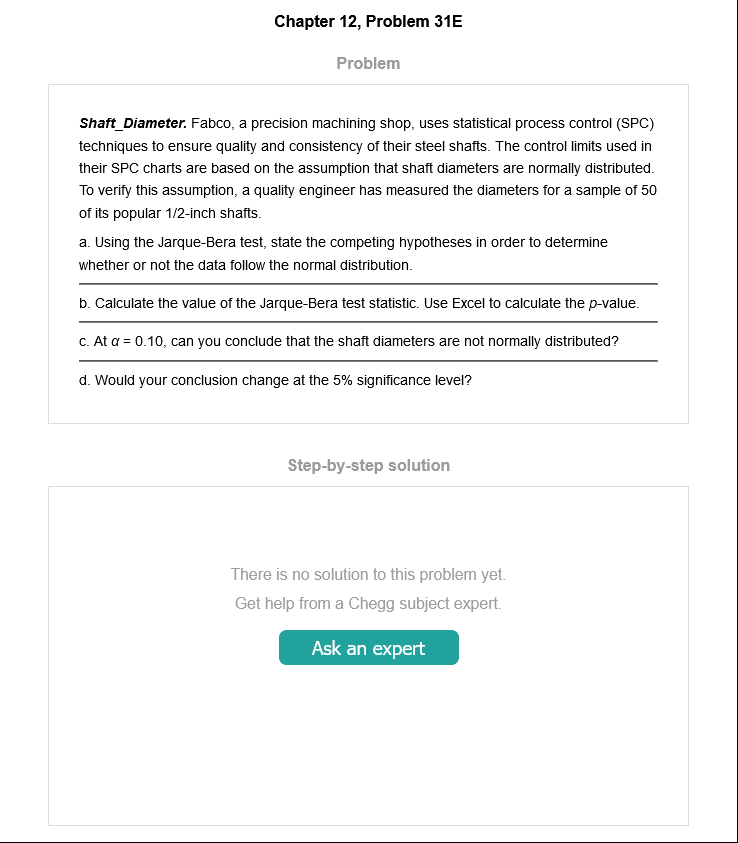 Chapter 12, Problem 31E
Problem
Shaft_Diameter. Fabco, a precision machining shop, uses statistical process control (SPC)
techniques to ensure quality and consistency of their steel shafts. The control limits used in
their SPC charts are based on the assumption that shaft diameters are normally distributed.
To verify this assumption, a quality engineer has measured the diameters for a sample of 50
of its popular 1/2-inch shafts.
a. Using the Jarque-Bera test, state the competing hypotheses in order to determine
whether or not the data follow the normal distribution.
b. Calculate the value of the Jarque-Bera test statistic. Use Excel to calculate the p-value.
c. At α = 0.10, can you conclude that the shaft diameters are not normally distributed?
d. Would your conclusion change at the 5% significance level?
Step-by-step solution
There is no solution to this problem yet.
Get help from a Chegg subject expert.
Ask an expert